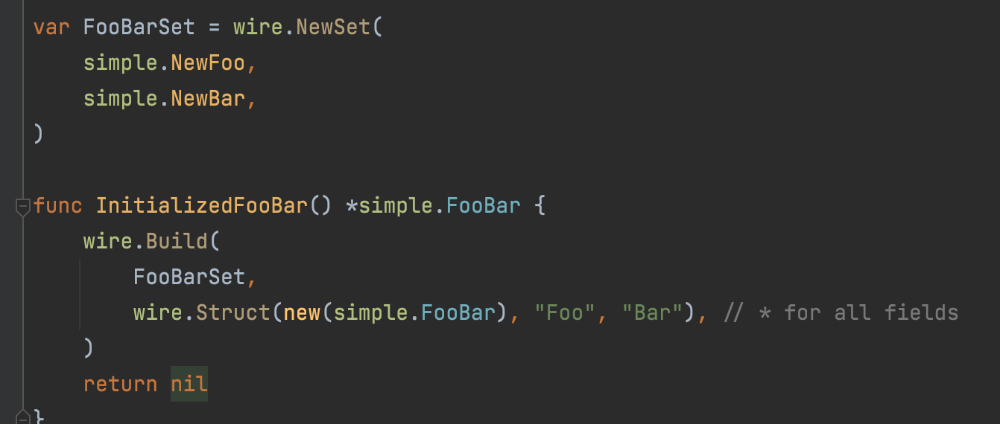 var FooBarSet = wire.NewSet(
    simple.NewFoo,
    simple.NewBar,
)
func InitializedFooBar() *simple.FooBar {
    wire.Build(
        FooBarSet,
        wire.Struct(new(simple.FooBar), "Foo", "Bar"), // * for all fields
    )
    return nil
}